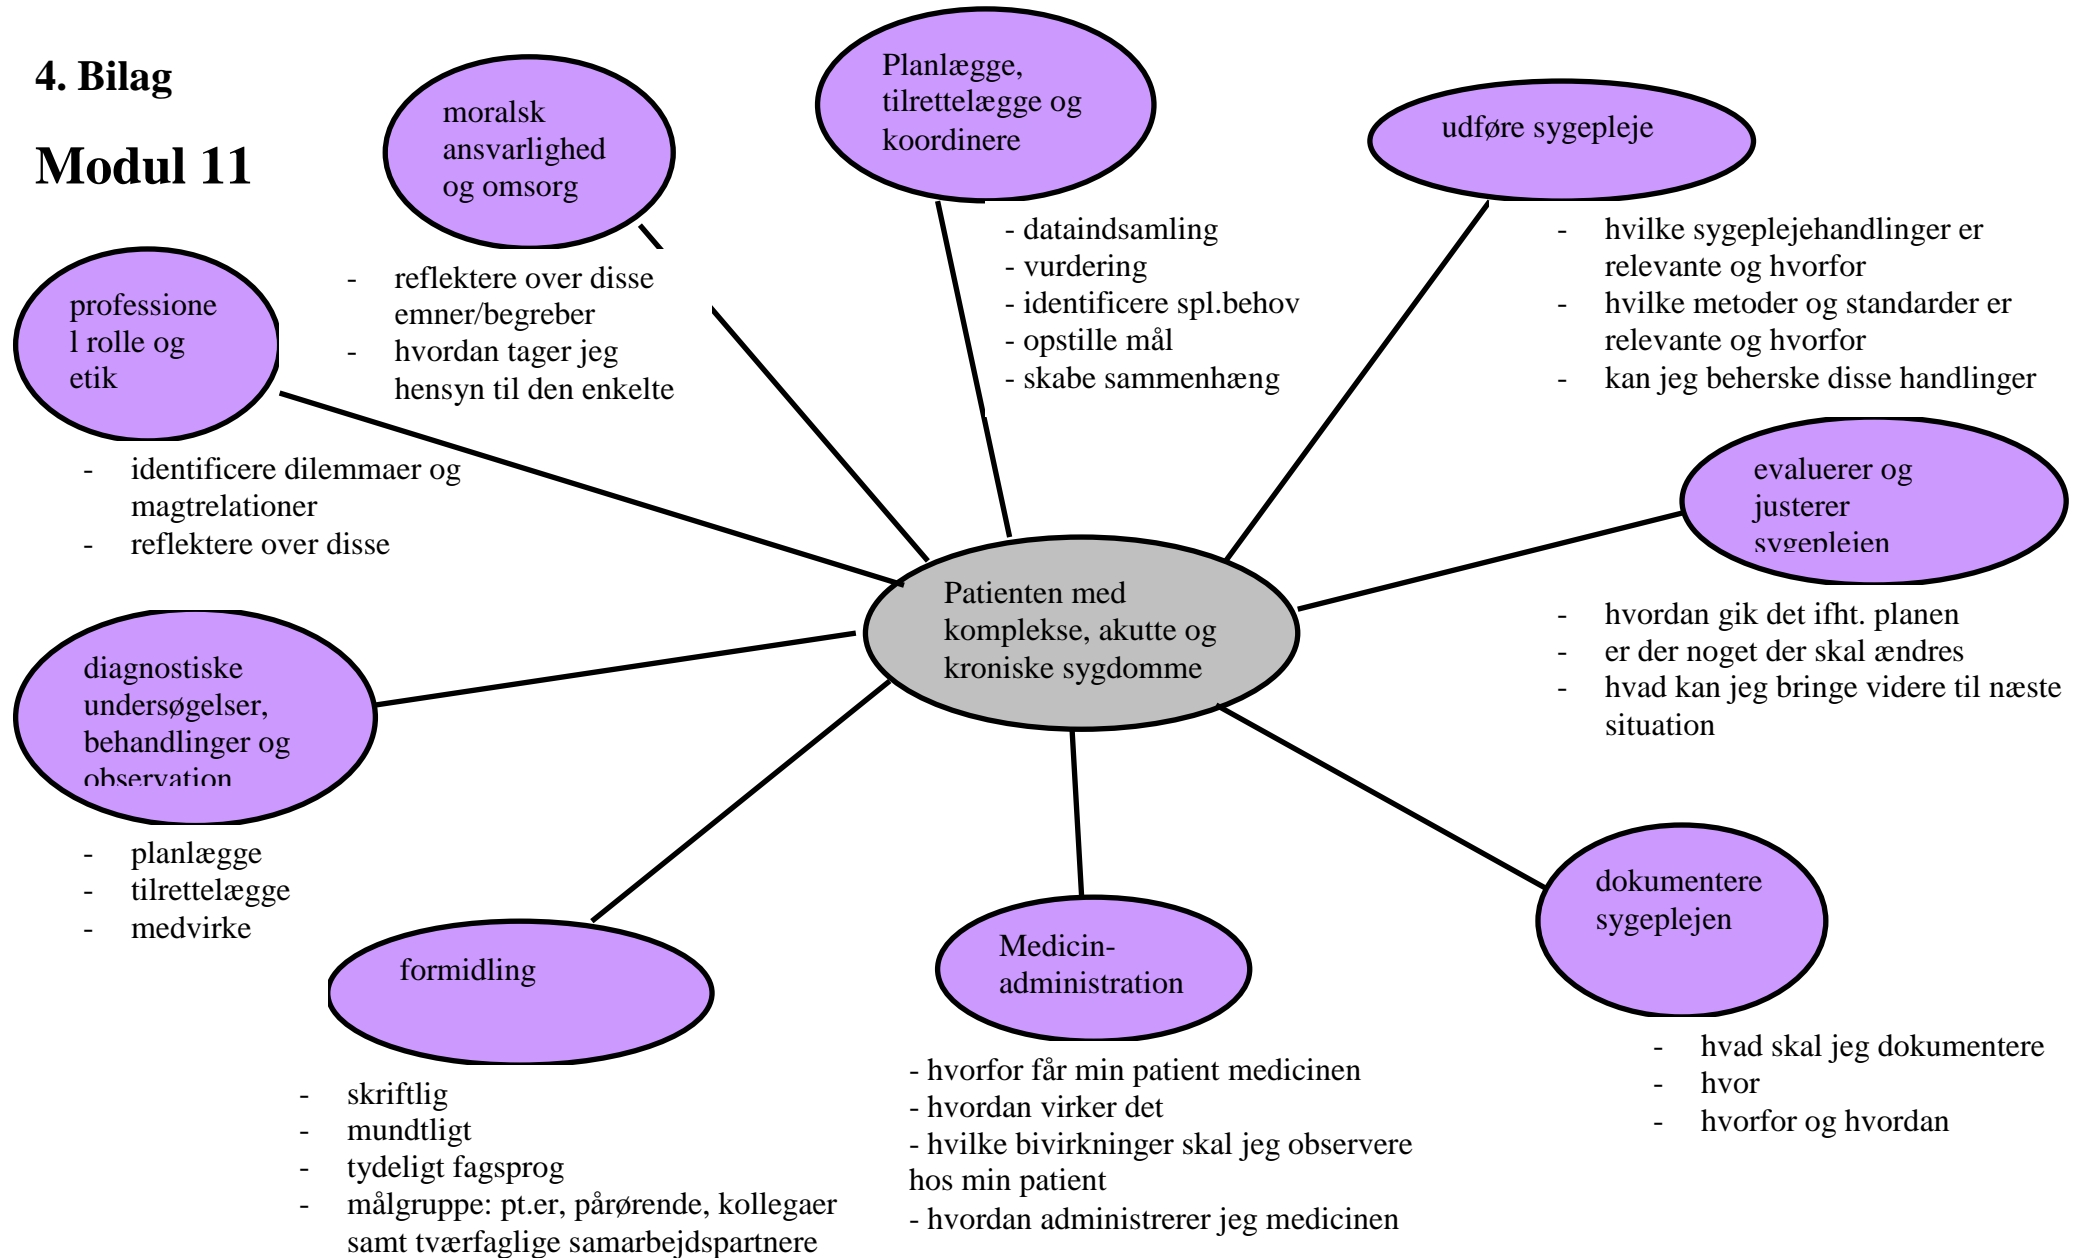 4. Bilag
Modul 11
moralsk
ansvarlighed
og omsorg
- reflektere over disse
emner/begreber
- hvordan tager jeg
hensyn til den enkelte
Planlægge,
tilrettelægge og
koordinere
- dataindsamling
- vurdering
- identificere spl.behov
- opstille mål
- skabe sammenhæng
udføre sygepleje
- hvilke sygeplejehandlinger er
relevante og hvorfor
- hvilke metoder og standarder er
relevante og hvorfor
- kan jeg beherske disse handlinger
professione
l rolle og
etik
- identificere dilemmaer og
magtrelationer
- reflektere over disse
evaluerer og
justerer
sygeplejen
- hvordan gik det ifht. planen
- er der noget der skal ændres
- hvad kan jeg bringe videre til næste
situation
Patienten med
komplekse, akutte og
kroniske sygdomme
diagnostiske
undersøgelser,
behandlinger og
observation
- planlægge
- tilrettelægge
- medvirke
formidling
- skriftlig
- mundtligt
- tydeligt fagsprog
- målgruppe: pt.er, pårørende, kollegaer
samt tværfaglige samarbejdspartnere
Medicin-
administration
- hvorfor får min patient medicinen
- hvordan virker det
- hvilke bivirkninger skal jeg observere
hos min patient
- hvordan administrerer jeg medicinen
dokumentere
sygeplejen
- hvad skal jeg dokumentere
- hvor
- hvorfor og hvordan